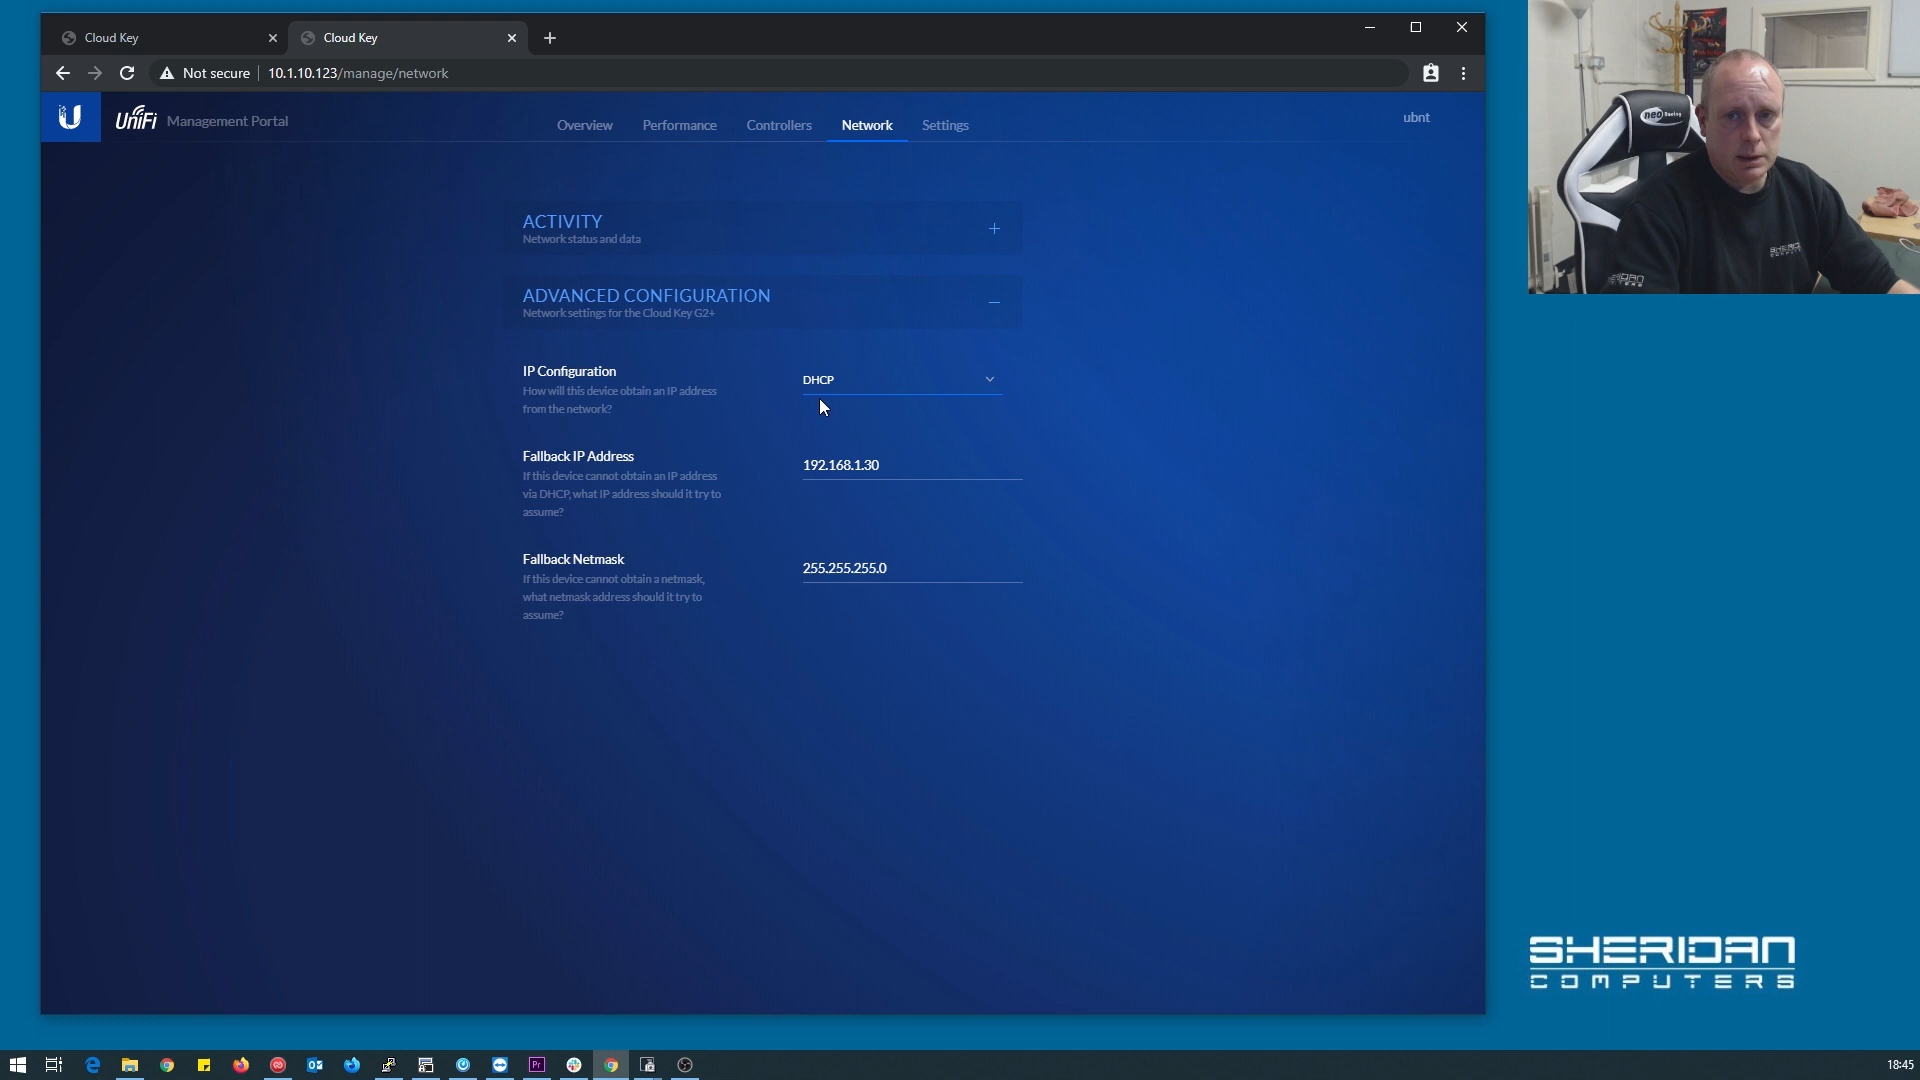 Cloud Key
Cloud Key
Not secure
10.1.10.123/manage/network
UniFi Management Portal
Overview
Performance
Controllers
Network
Settings
ubnt
ACTIVITY
Network status and data
ADVANCED CONFIGURATION
Network settings for the Cloud Key G2+
IP Configuration
How will this device obtain an IP address
from the network?
DHCP
Fallback IP Address
If this device cannot obtain an IP address
via DHCP, what IP address should it try to
assume?
192.168.1.30
Fallback Netmask
If this device cannot obtain a netmask,
what netmask address should it try to
assume?
255.255.255.0
neo Racing
SHERIDAN
COMPUTERS
Pr
18:45